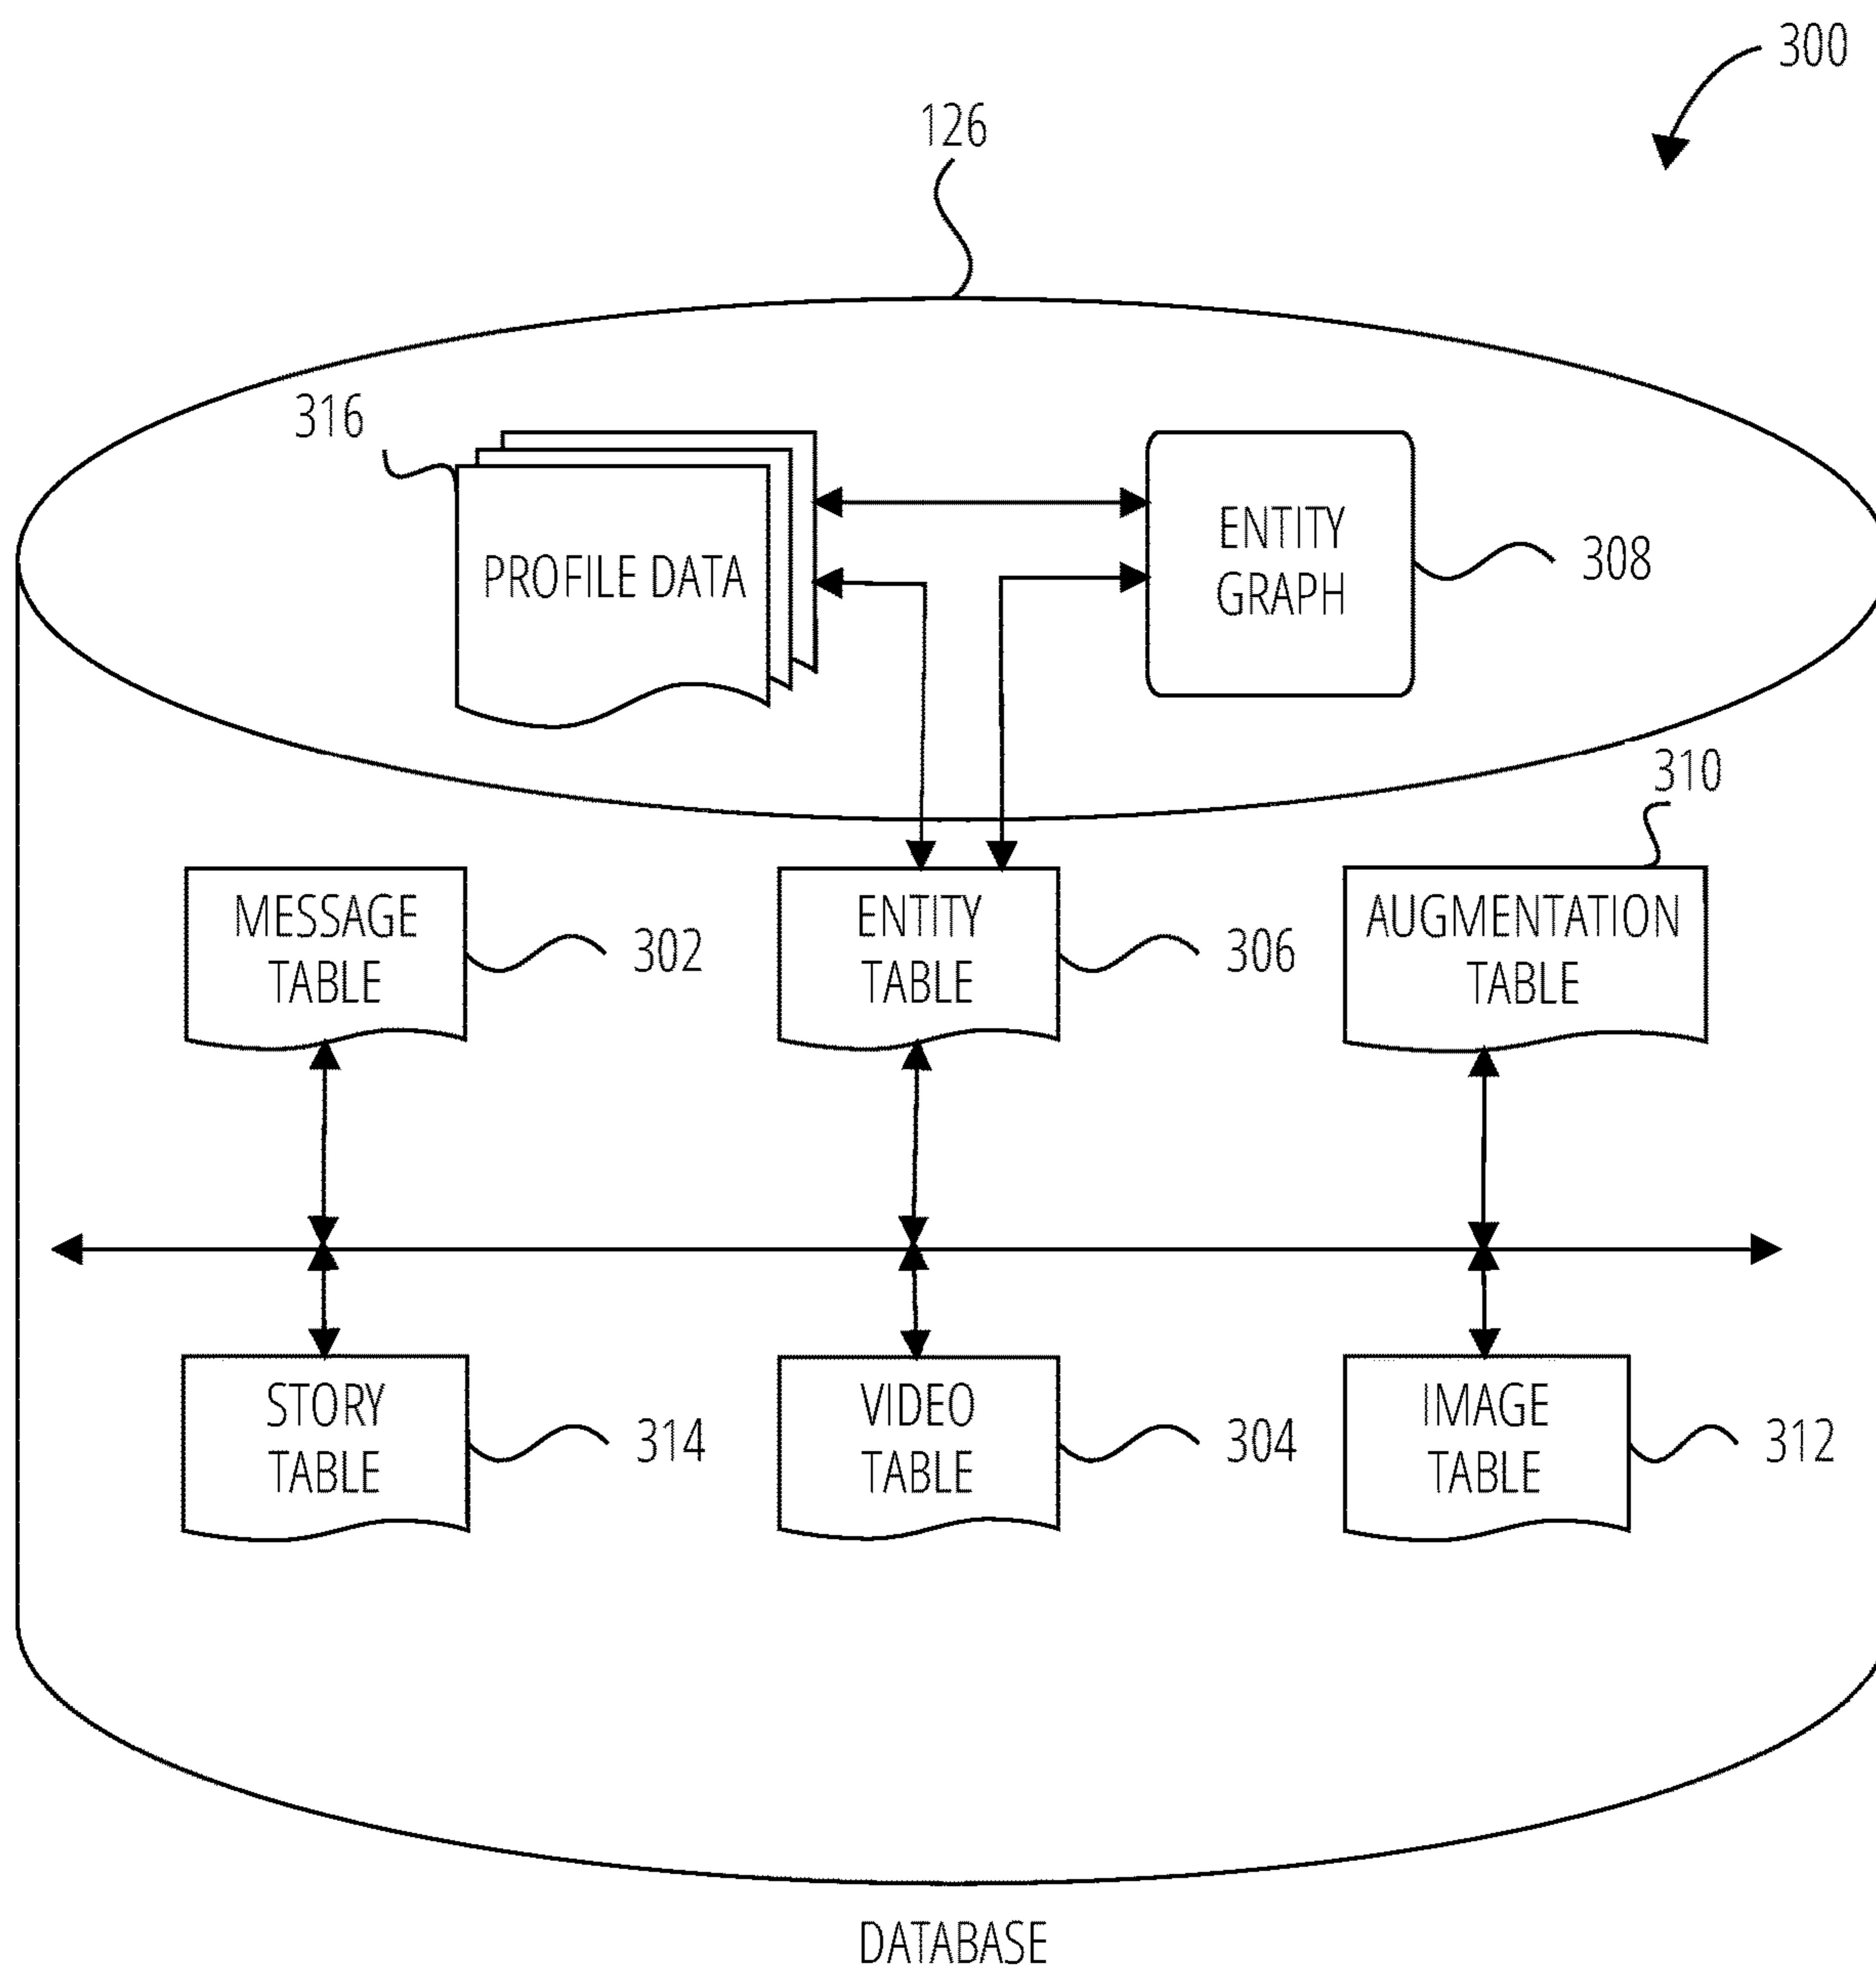 300
126
316
PROFILE DATA
ENTITY
GRAPH
308
310
MESSAGE
TABLE
302
ENTITY
TABLE
306
AUGMENTATION
TABLE
STORY
TABLE
314
VIDEO
TABLE
304
IMAGE
TABLE
312
DATABASE